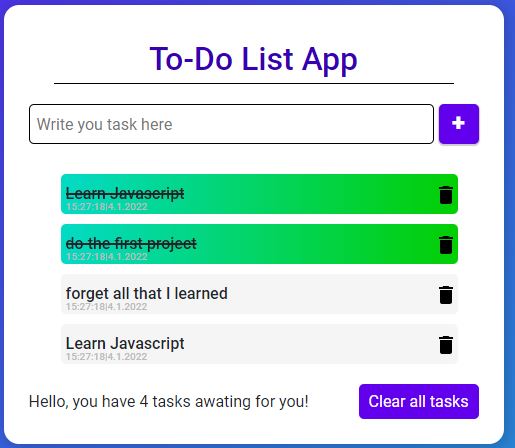 To-Do List App
Write you task here
+
Learn Javascript
15:27:18|4.1.2022
do the first project
15:27:18|4.1.2022
forget all that I learned
15:27:18|4.1.2022
Learn Javascript
15:27:18|4.1.2022
Hello, you have 4 tasks awating for you!
Clear all tasks